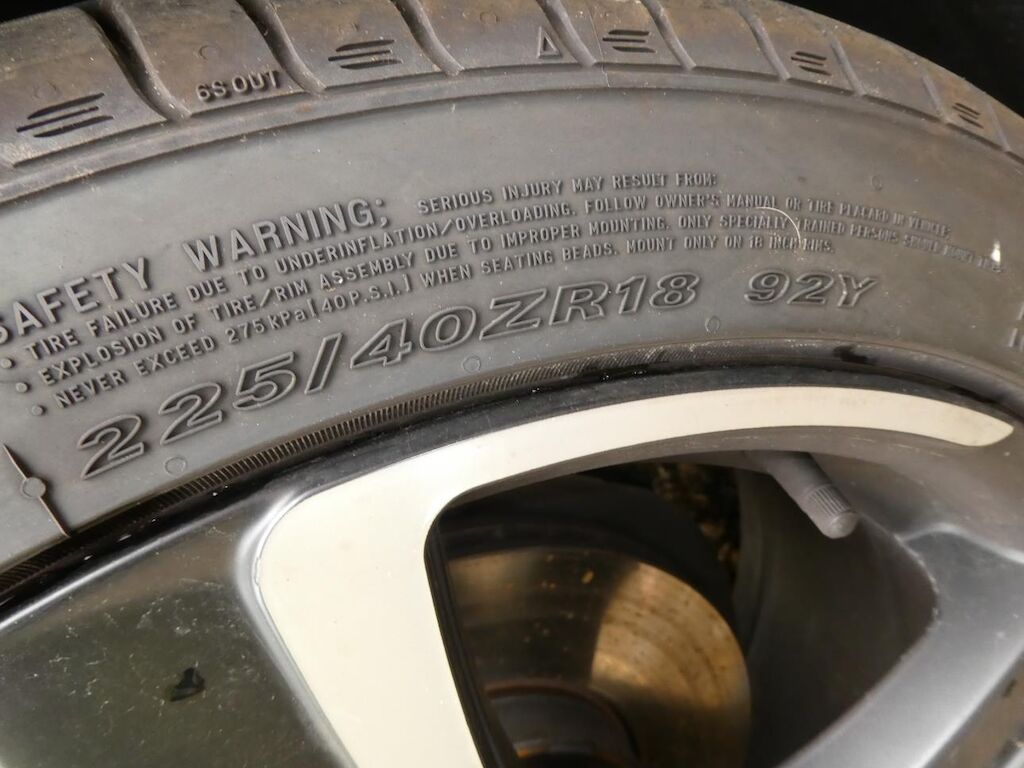 6S OUT
SAFETY WARNING; SERIOUS INJURY MAY RESULT FROM:
• TIRE FAILURE DUE TO UNDERINFLATION/OVERLOADING. FOLLOW OWNER'S MANUAL OR TIRE PLACARD IN VEHICLE.
• EXPLOSION OF TIRE/RIM ASSEMBLY DUE TO IMPROPER MOUNTING. ONLY SPECIALLY TRAINED PERSONS SHOULD MOUNT TIRES.
• NEVER EXCEED 275kPa[40P.S.I.] WHEN SEATING BEADS. MOUNT ONLY ON 18 INCH RIMS.
225/40ZR18 92Y